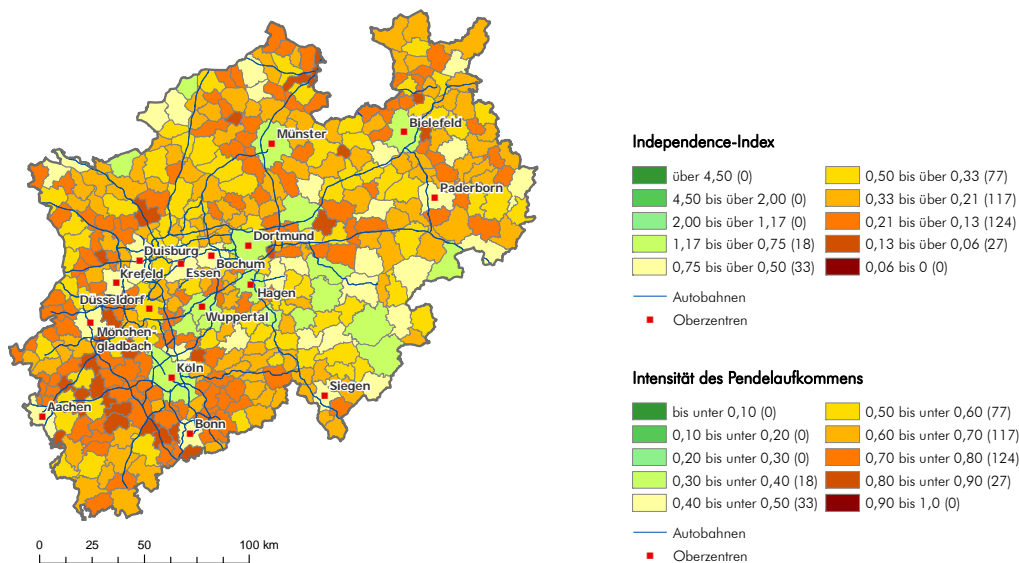 Münster
Bielefeld
Paderborn
Dortmund
Duisburg
Bochum
Essen
Krefeld
Hagen
Düsseldorf
Wuppertal
Mönchen-
gladbach
Köln
Siegen
Aachen
Bonn
0 25 50 100 km
Independence-Index
über 4,50 (0)
4,50 bis über 2,00 (0)
2,00 bis über 1,17 (0)
1,17 bis über 0,75 (18)
0,75 bis über 0,50 (33)
0,50 bis über 0,33 (77)
0,33 bis über 0,21 (117)
0,21 bis über 0,13 (124)
0,13 bis über 0,06 (27)
0,06 bis 0 (0)
Autobahnen
Oberzentren
Intensität des Pendelaufkommens
bis unter 0,10 (0)
0,10 bis unter 0,20 (0)
0,20 bis unter 0,30 (0)
0,30 bis unter 0,40 (18)
0,40 bis unter 0,50 (33)
0,50 bis unter 0,60 (77)
0,60 bis unter 0,70 (117)
0,70 bis unter 0,80 (124)
0,80 bis unter 0,90 (27)
0,90 bis 1,0 (0)
Autobahnen
Oberzentren